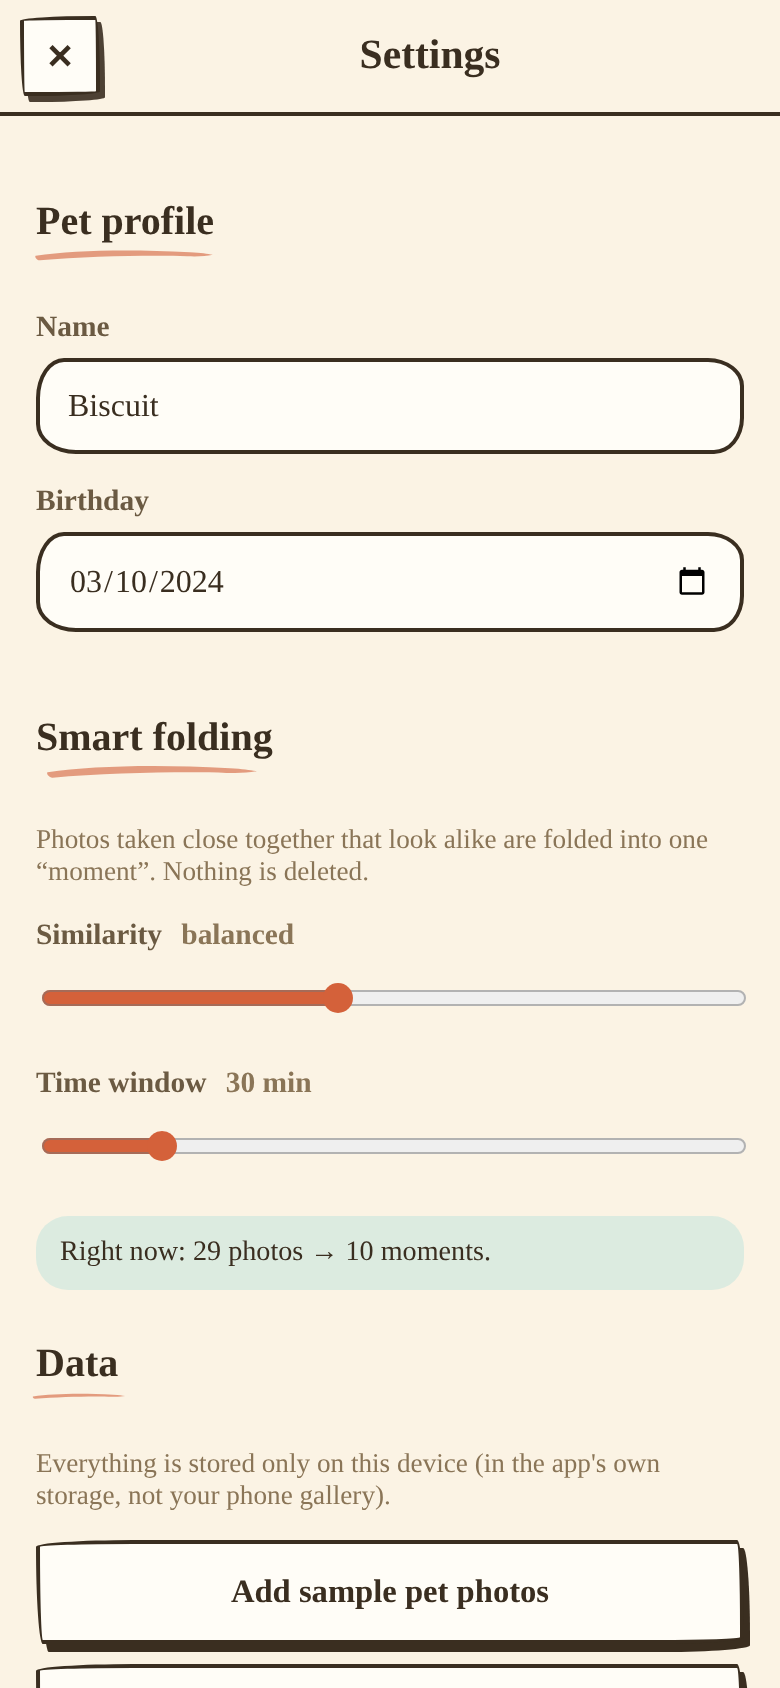 ✕
Settings
Pet profile
Name
Biscuit
Birthday
03/10/2024
Smart folding
Photos taken close together that look alike are folded into one
“moment”. Nothing is deleted.
Similarity balanced
Time window 30 min
Right now: 29 photos → 10 moments.
Data
Everything is stored only on this device (in the app's own
storage, not your phone gallery).
Add sample pet photos